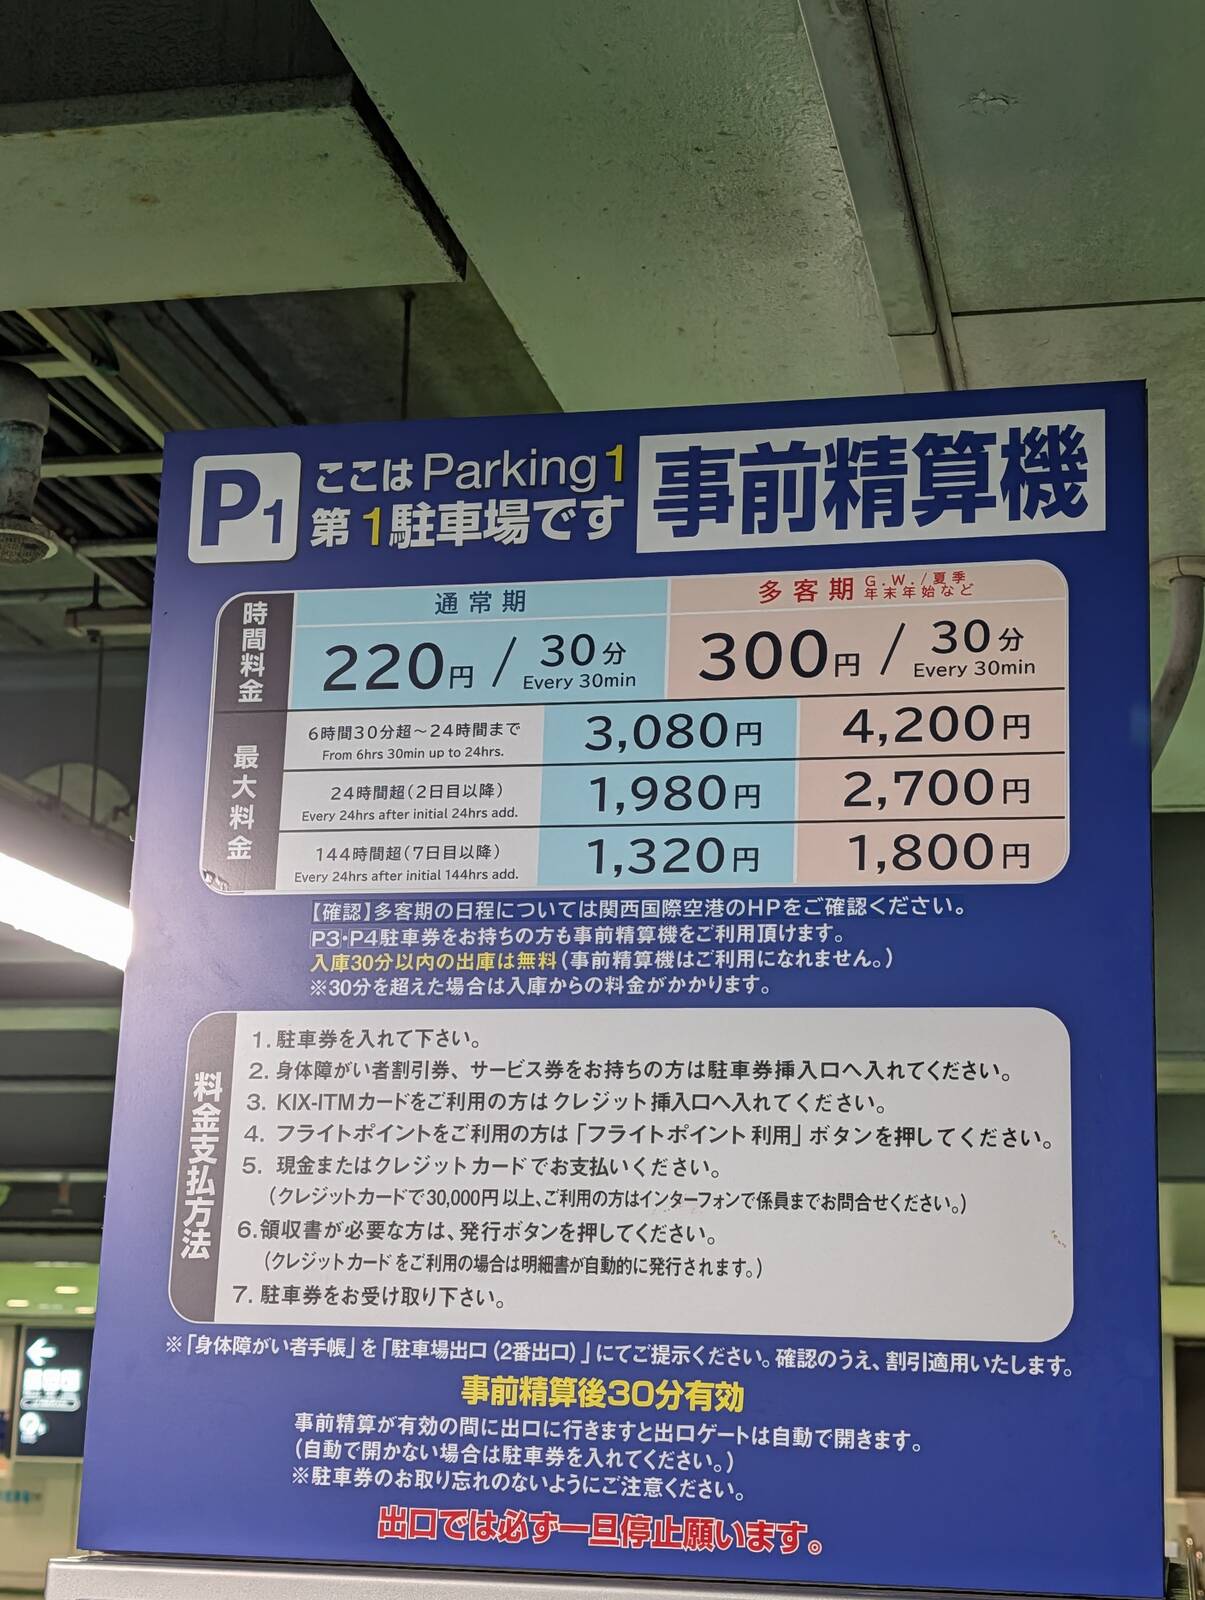 P1
ここは Parking1
第1駐車場です
事前精算機
時間料金
通常期
220円 / 30分
Every 30min
多客期 G.W./夏季 年末年始など
300円 / 30分
Every 30min
最大料金
6時間30分超～24時間まで
From 6hrs 30min up to 24hrs.
3,080円
4,200円
24時間超(2日目以降)
Every 24hrs after initial 24hrs add.
1,980円
2,700円
144時間超(7日目以降)
Every 24hrs after initial 144hrs add.
1,320円
1,800円
【確認】多客期の日程については関西国際空港のHPをご確認ください。
P3・P4駐車券をお持ちの方も事前精算機をご利用頂けます。
入庫30分以内の出庫は無料(事前精算機はご利用になれません。)
※30分を超えた場合は入庫からの料金がかかります。
料金支払方法
1. 駐車券を入れて下さい。
2. 身体障がい者割引券、サービス券をお持ちの方は駐車券挿入口へ入れてください。
3. KIX-ITMカードをご利用の方はクレジット挿入口へ入れてください。
4. フライトポイントをご利用の方は「フライトポイント利用」ボタンを押してください。
5. 現金またはクレジットカードでお支払いください。
(クレジットカードで30,000円以上、ご利用の方はインターフォンで係員までお問合せください。)
6. 領収書が必要な方は、発行ボタンを押してください。
(クレジットカードをご利用の場合は明細書が自動的に発行されます。)
7. 駐車券をお受け取り下さい。
※「身体障がい者手帳」を「駐車場出口(2番出口)」にてご提示ください。確認のうえ、割引適用いたします。
事前精算後30分有効
事前精算が有効の間に出口に行きますと出口ゲートは自動で開きます。
(自動で開かない場合は駐車券を入れてください。)
※駐車券のお取り忘れのないようにご注意ください。
出口では必ず一旦停止願います。